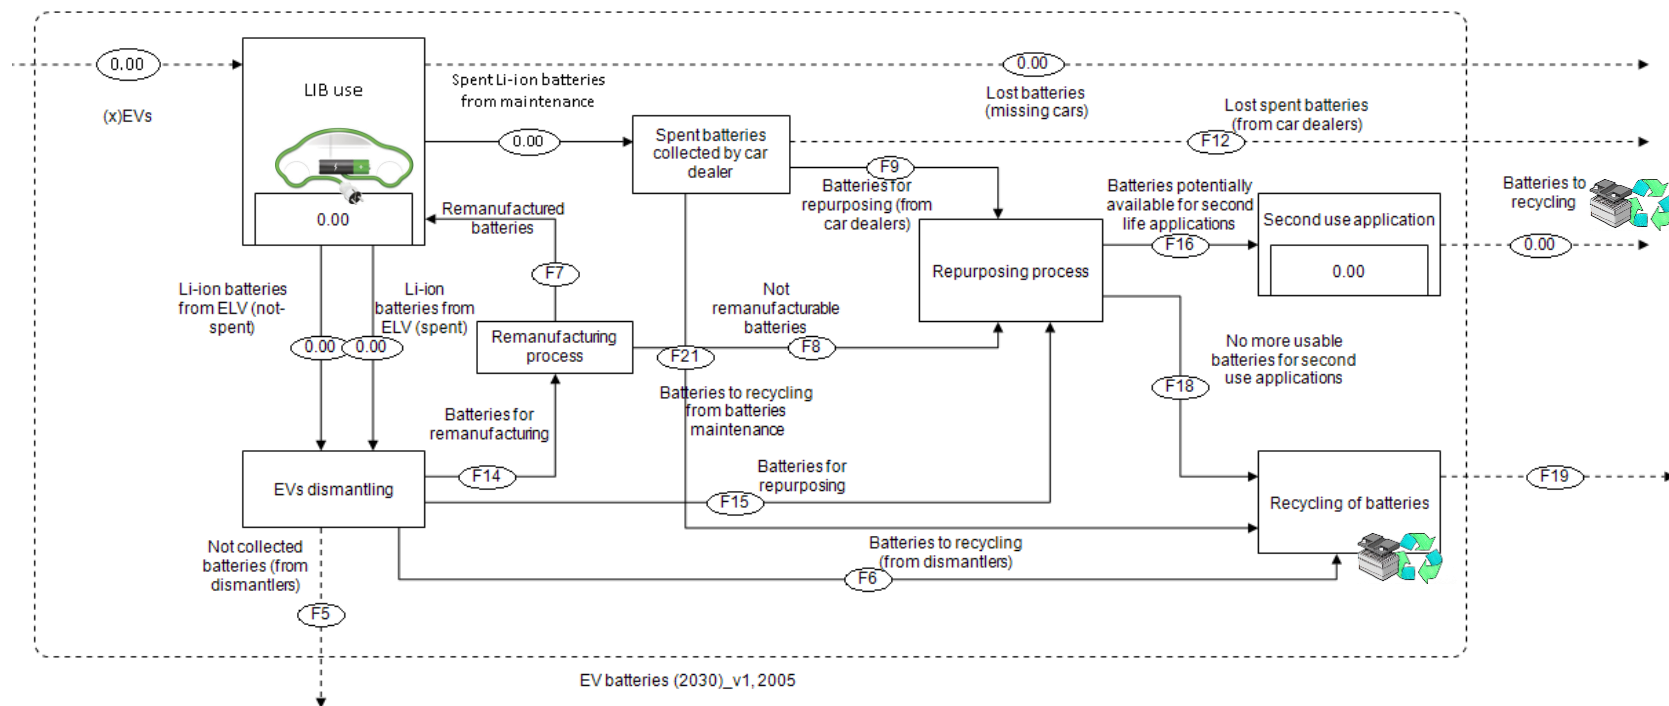 0.00
(x)EVs
LIB use
0.00
Spent Li-ion batteries
from maintenance
0.00
0.00
Lost batteries
(missing cars)
Lost spent batteries
(from car dealers)
F12
Spent batteries
collected by car
dealer
F9
Batteries for
repurposing (from
car dealers)
Batteries potentially
available for second
life applications
F16
Second use application
0.00
Batteries to
recycling
0.00
Remanufactured
batteries
F7
Repurposing process
Li-ion batteries
from ELV (not-
spent)
0.00
Li-ion
batteries from
ELV (spent)
0.00
Remanufacturing
process
Not
remanufacturable
batteries
F8
F21
Batteries to recycling
from batteries
maintenance
No more usable
batteries for second
use applications
F18
Batteries for
remanufacturing
F14
EVs dismantling
Batteries for
repurposing
F15
Recycling of batteries
F19
Not collected
batteries (from
dismantlers)
F5
Batteries to recycling
(from dismantlers)
F6
EV batteries (2030)_v1, 2005